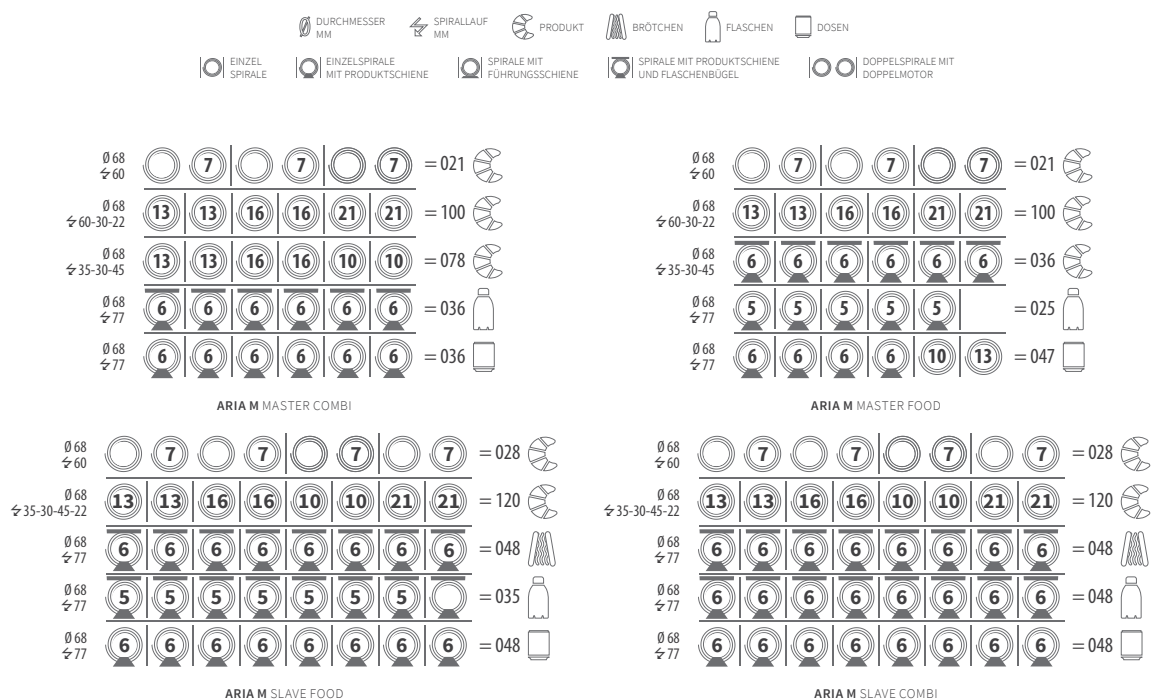 DURCHMESSER MM
SPIRALLAUF MM
PRODUKT
BRÖTCHEN
FLASCHEN
DOSEN
EINZEL SPIRALE
EINZELSPIRALE MIT PRODUKTSCHIENE
SPIRALE MIT FÜHRUNGSSCHIENE
SPIRALE MIT PRODUKTSCHIENE UND FLASCHENBÜGEL
DOPPELSPIRALE MIT DOPPELMOTOR
Ø 68
60
7 7 7 = 021
Ø 68
60-30-22
13 13 16 16 21 21 = 100
Ø 68
35-30-45
13 13 16 16 10 10 = 078
Ø 68
77
6 6 6 6 6 6 = 036
Ø 68
77
6 6 6 6 6 6 = 036
ARIA M MASTER COMBI
Ø 68
60
7 7 7 = 021
Ø 68
60-30-22
13 13 16 16 21 21 = 100
Ø 68
35-30-45
6 6 6 6 6 6 = 036
Ø 68
77
5 5 5 5 5 = 025
Ø 68
77
6 6 6 6 10 13 = 047
ARIA M MASTER FOOD
Ø 68
60
7 7 7 7 = 028
Ø 68
35-30-45-22
13 13 16 16 10 10 21 21 = 120
Ø 68
77
6 6 6 6 6 6 6 6 = 048
Ø 68
77
5 5 5 5 5 5 5 = 035
Ø 68
77
6 6 6 6 6 6 6 6 = 048
ARIA M SLAVE FOOD
Ø 68
60
7 7 7 7 = 028
Ø 68
35-30-45-22
13 13 16 16 10 10 21 21 = 120
Ø 68
77
6 6 6 6 6 6 6 6 = 048
Ø 68
77
6 6 6 6 6 6 6 6 = 048
Ø 68
77
6 6 6 6 6 6 6 6 = 048
ARIA M SLAVE COMBI